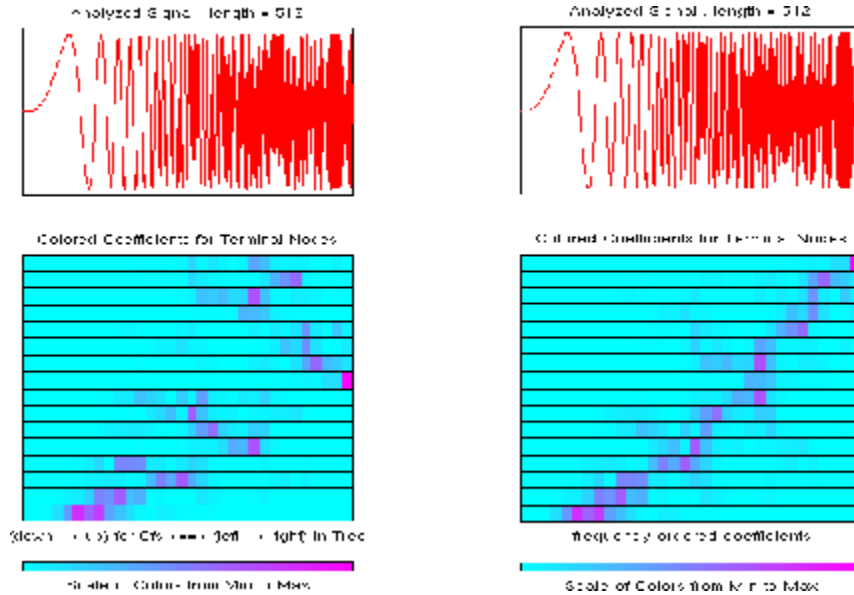 Analyzed Signal length = 512
Analyzed Signal . length = 512
Colored Coefficients for Terminal Nodes
Colored Coefficients for Terminal Nodes
(down up) for Cfs (left right) in Tree
frequency ordered coefficients
Scale of Colors from Min to Max
Scale of Colors from Min to Max